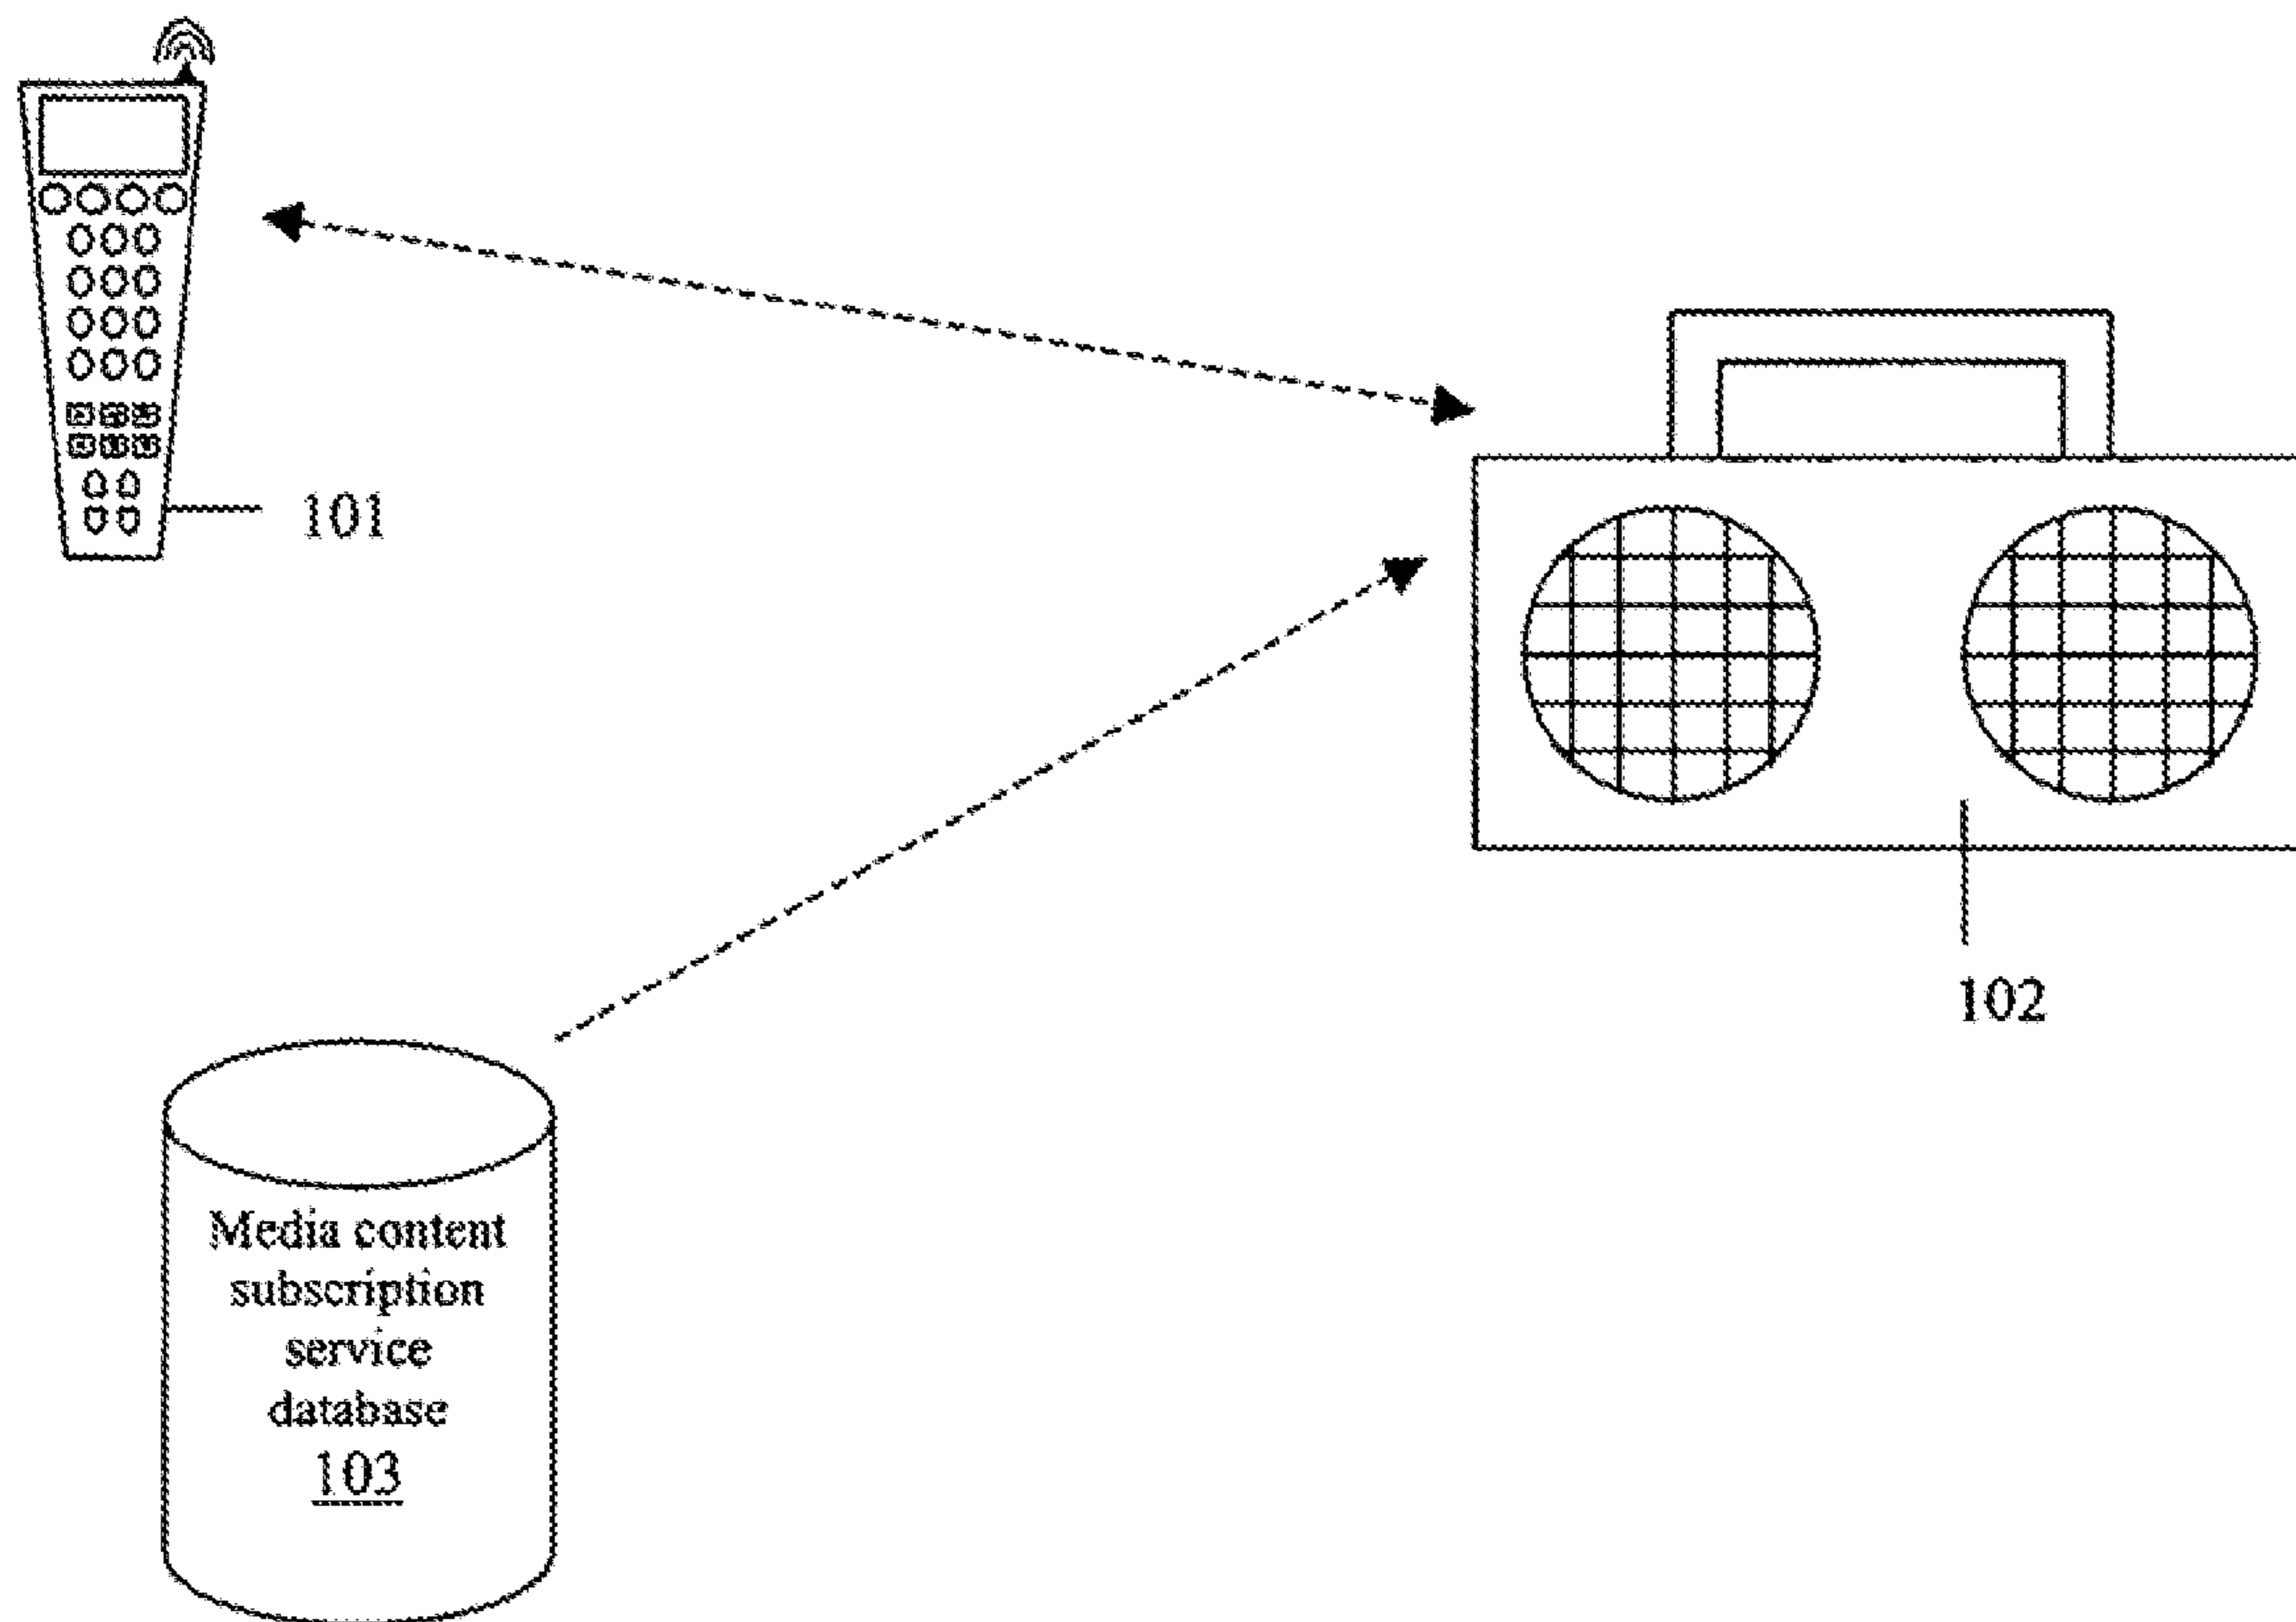 101
102
Media content
subscription
service
database
103